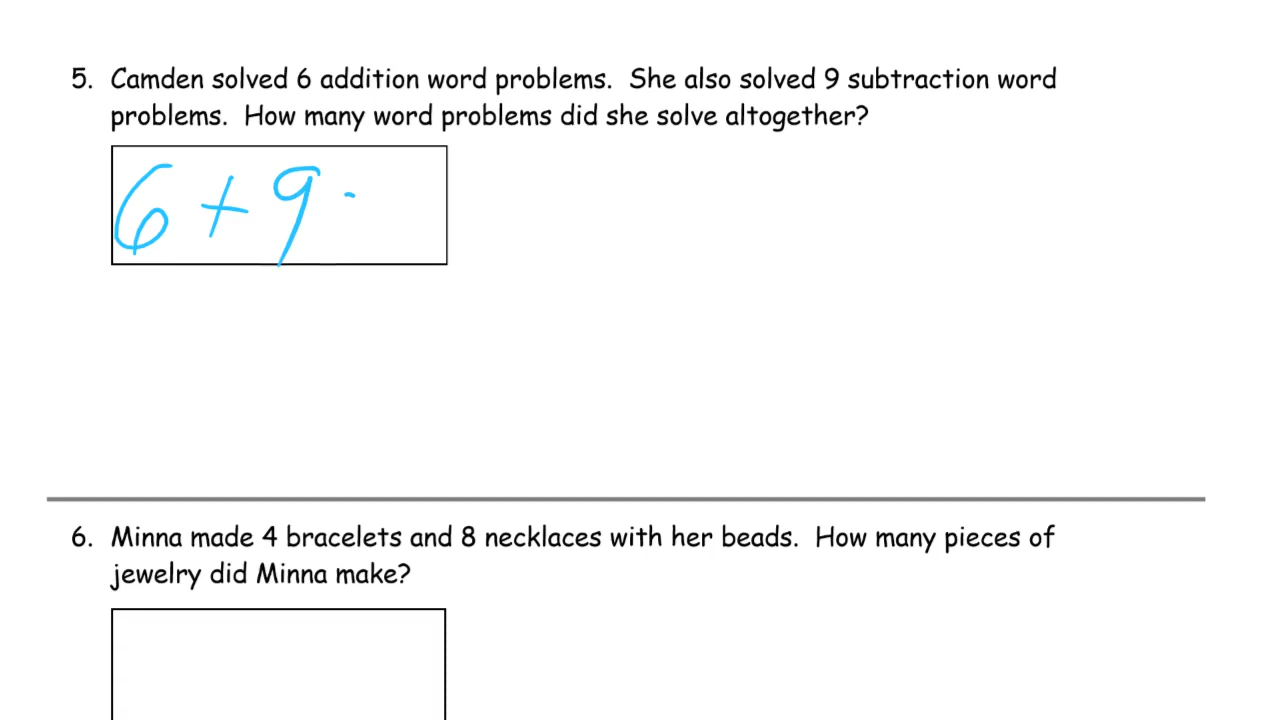 5. Camden solved 6 addition word problems. She also solved 9 subtraction word
problems. How many word problems did she solve altogether?
6 + 9 -
6. Minna made 4 bracelets and 8 necklaces with her beads. How many pieces of
jewelry did Minna make?